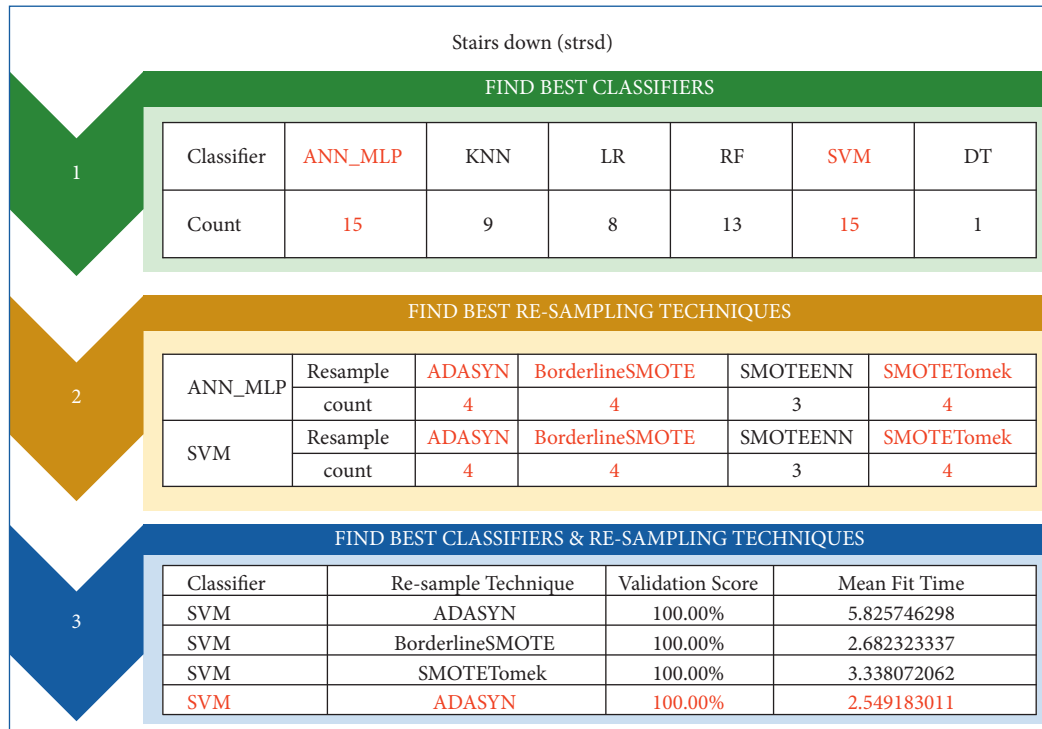 Stairs down (strsd)
FIND BEST CLASSIFIERS
1
Classifier ANN_MLP KNN LR RF SVM DT
Count 15 9 8 13 15 1
FIND BEST RE-SAMPLING TECHNIQUES
2
ANN_MLP Resample ADASYN BorderlineSMOTE SMOTEENN SMOTETomek
count 4 4 3 4
SVM Resample ADASYN BorderlineSMOTE SMOTEENN SMOTETomek
count 4 4 3 4
FIND BEST CLASSIFIERS & RE-SAMPLING TECHNIQUES
3
Classifier Re-sample Technique Validation Score Mean Fit Time
SVM ADASYN 100.00% 5.825746298
SVM BorderlineSMOTE 100.00% 2.682323337
SVM SMOTETomek 100.00% 3.338072062
SVM ADASYN 100.00% 2.549183011